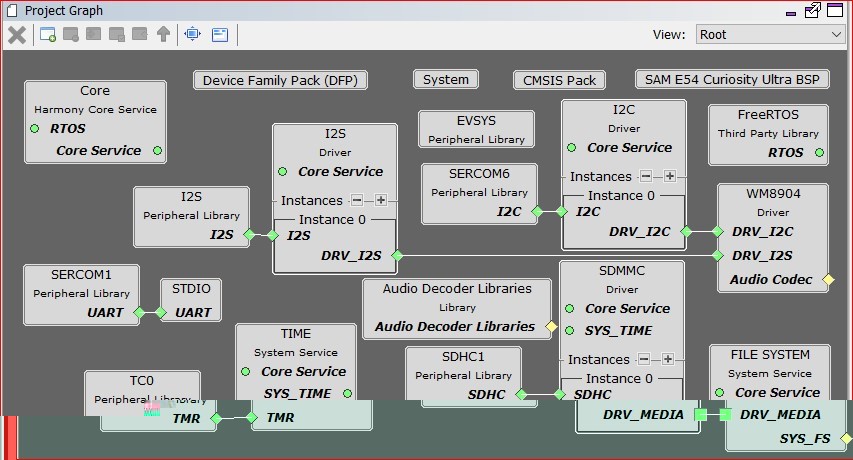 Project Graph
View: Root
Device Family Pack (DFP)
System
CMSIS Pack
SAM E54 Curiosity Ultra BSP
Core
Harmony Core Service
RTOS
Core Service
I2S
Driver
Core Service
Instances
Instance 0
I2S
DRV_I2S
EVSYS
Peripheral Library
I2C
Driver
Core Service
Instances
Instance 0
I2C
DRV_I2C
FreeRTOS
Third Party Library
RTOS
I2S
Peripheral Library
I2S
SERCOM6
Peripheral Library
I2C
WM8904
Driver
DRV_I2C
DRV_I2S
Audio Codec
SERCOM1
Peripheral Library
UART
STDIO
UART
Audio Decoder Libraries
Library
Audio Decoder Libraries
SDMMC
Driver
Core Service
SYS_TIME
Instances
Instance 0
SDHC
DRV_MEDIA
TIME
System Service
Core Service
SYS_TIME
TMR
SDHC1
Peripheral Library
SDHC
FILE SYSTEM
System Service
Core Service
DRV_MEDIA
SYS_FS
TC0
Peripheral Library
TMR